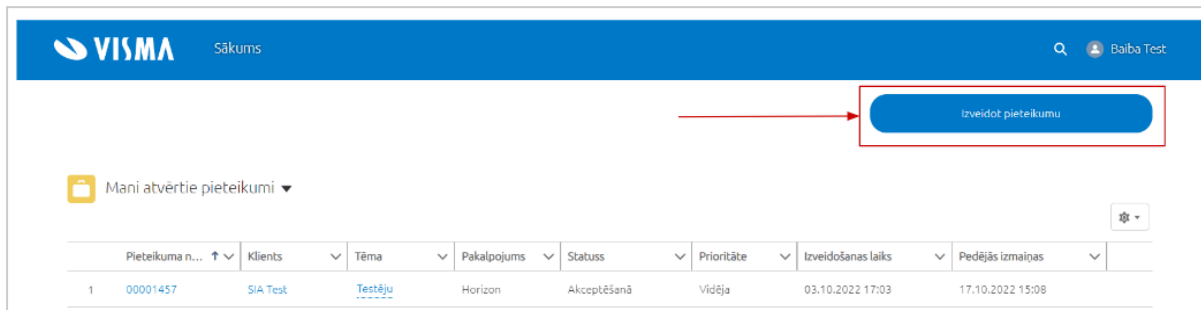 VISMA Sākums Baiba Test
Izveidot pieteikumu
Mani atvērtie pieteikumi
Pieteikuma n... Klients Tēma Pakalpojums Statuss Prioritāte Izveidošanas laiks Pedējās izmaiņas
1 00001457 SIA Test Testēju Horizon Akceptēšanā Vidēja 03.10.2022 17:03 17.10.2022 15:08